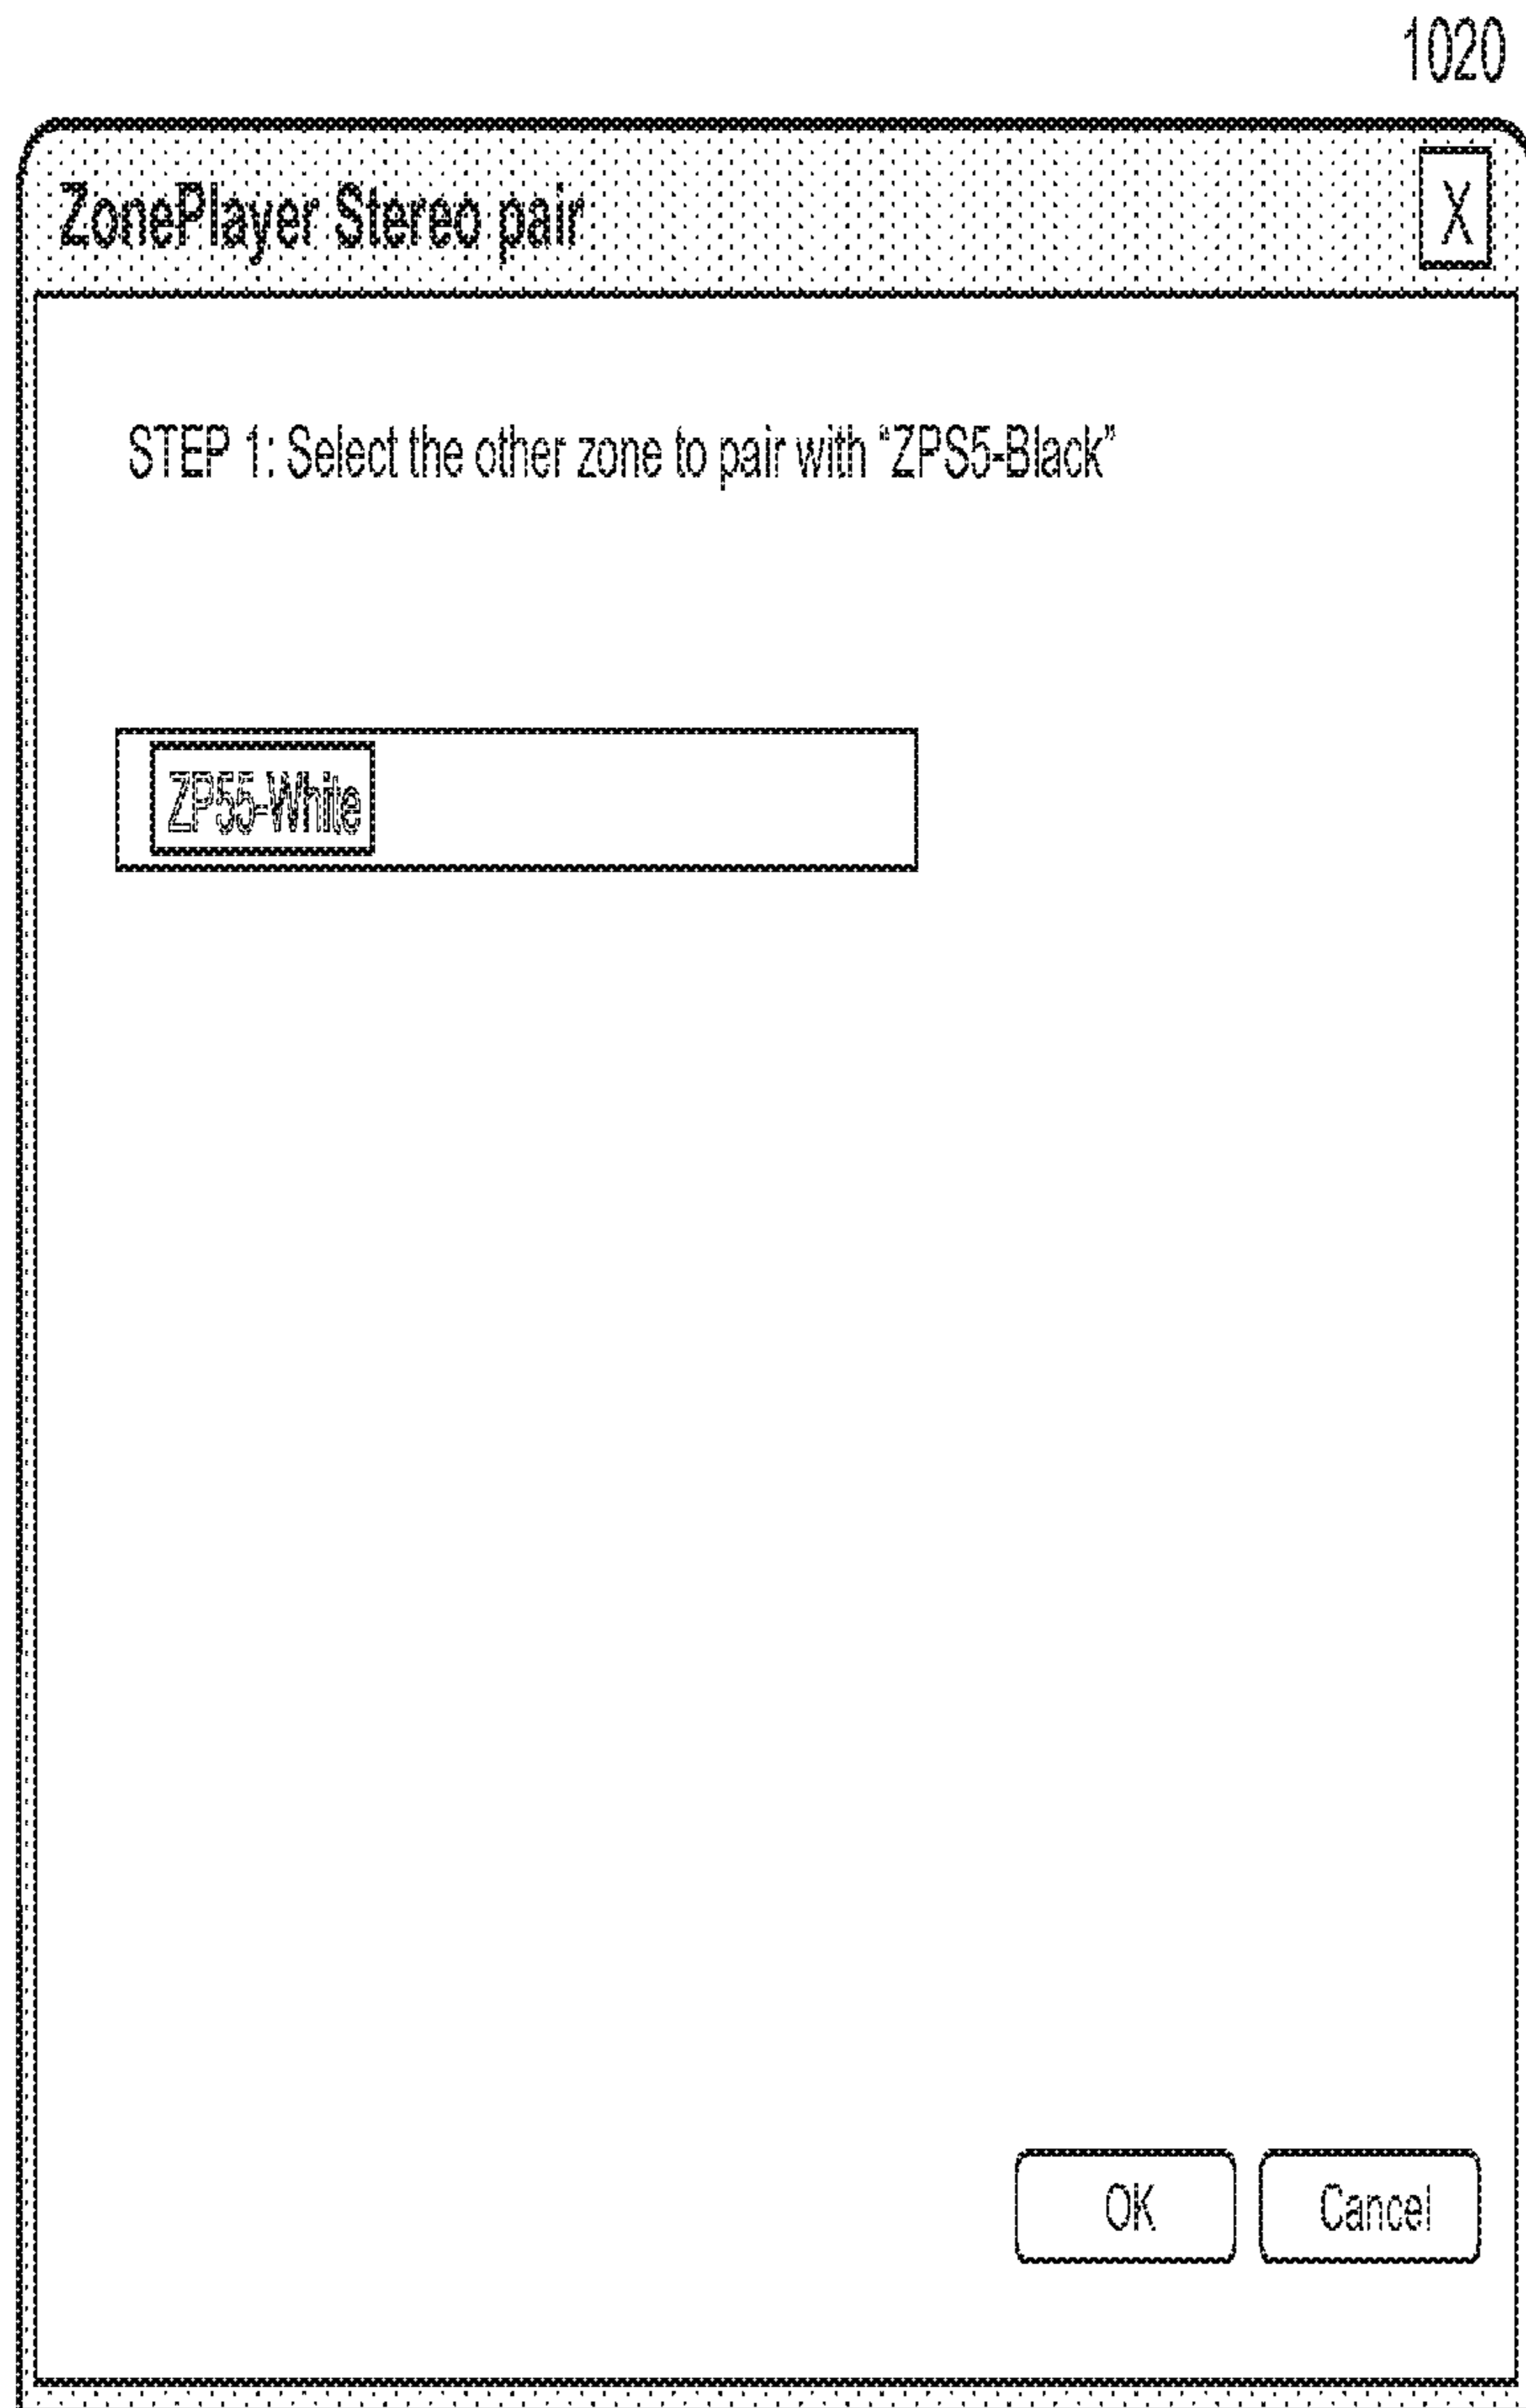 1020
ZonePlayer Stereo pair
X
STEP 1: Select the other zone to pair with “ZPS5-Black”
ZP55-White
OK
Cancel